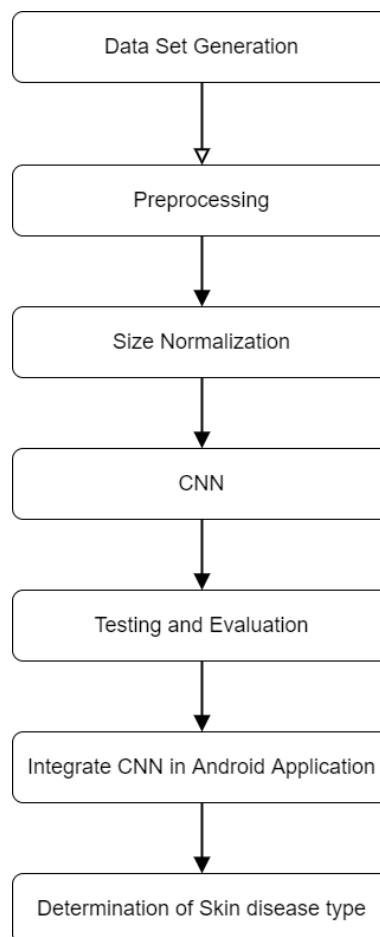 Data Set Generation
Preprocessing
Size Normalization
CNN
Testing and Evaluation
Integrate CNN in Android Application
Determination of Skin disease type